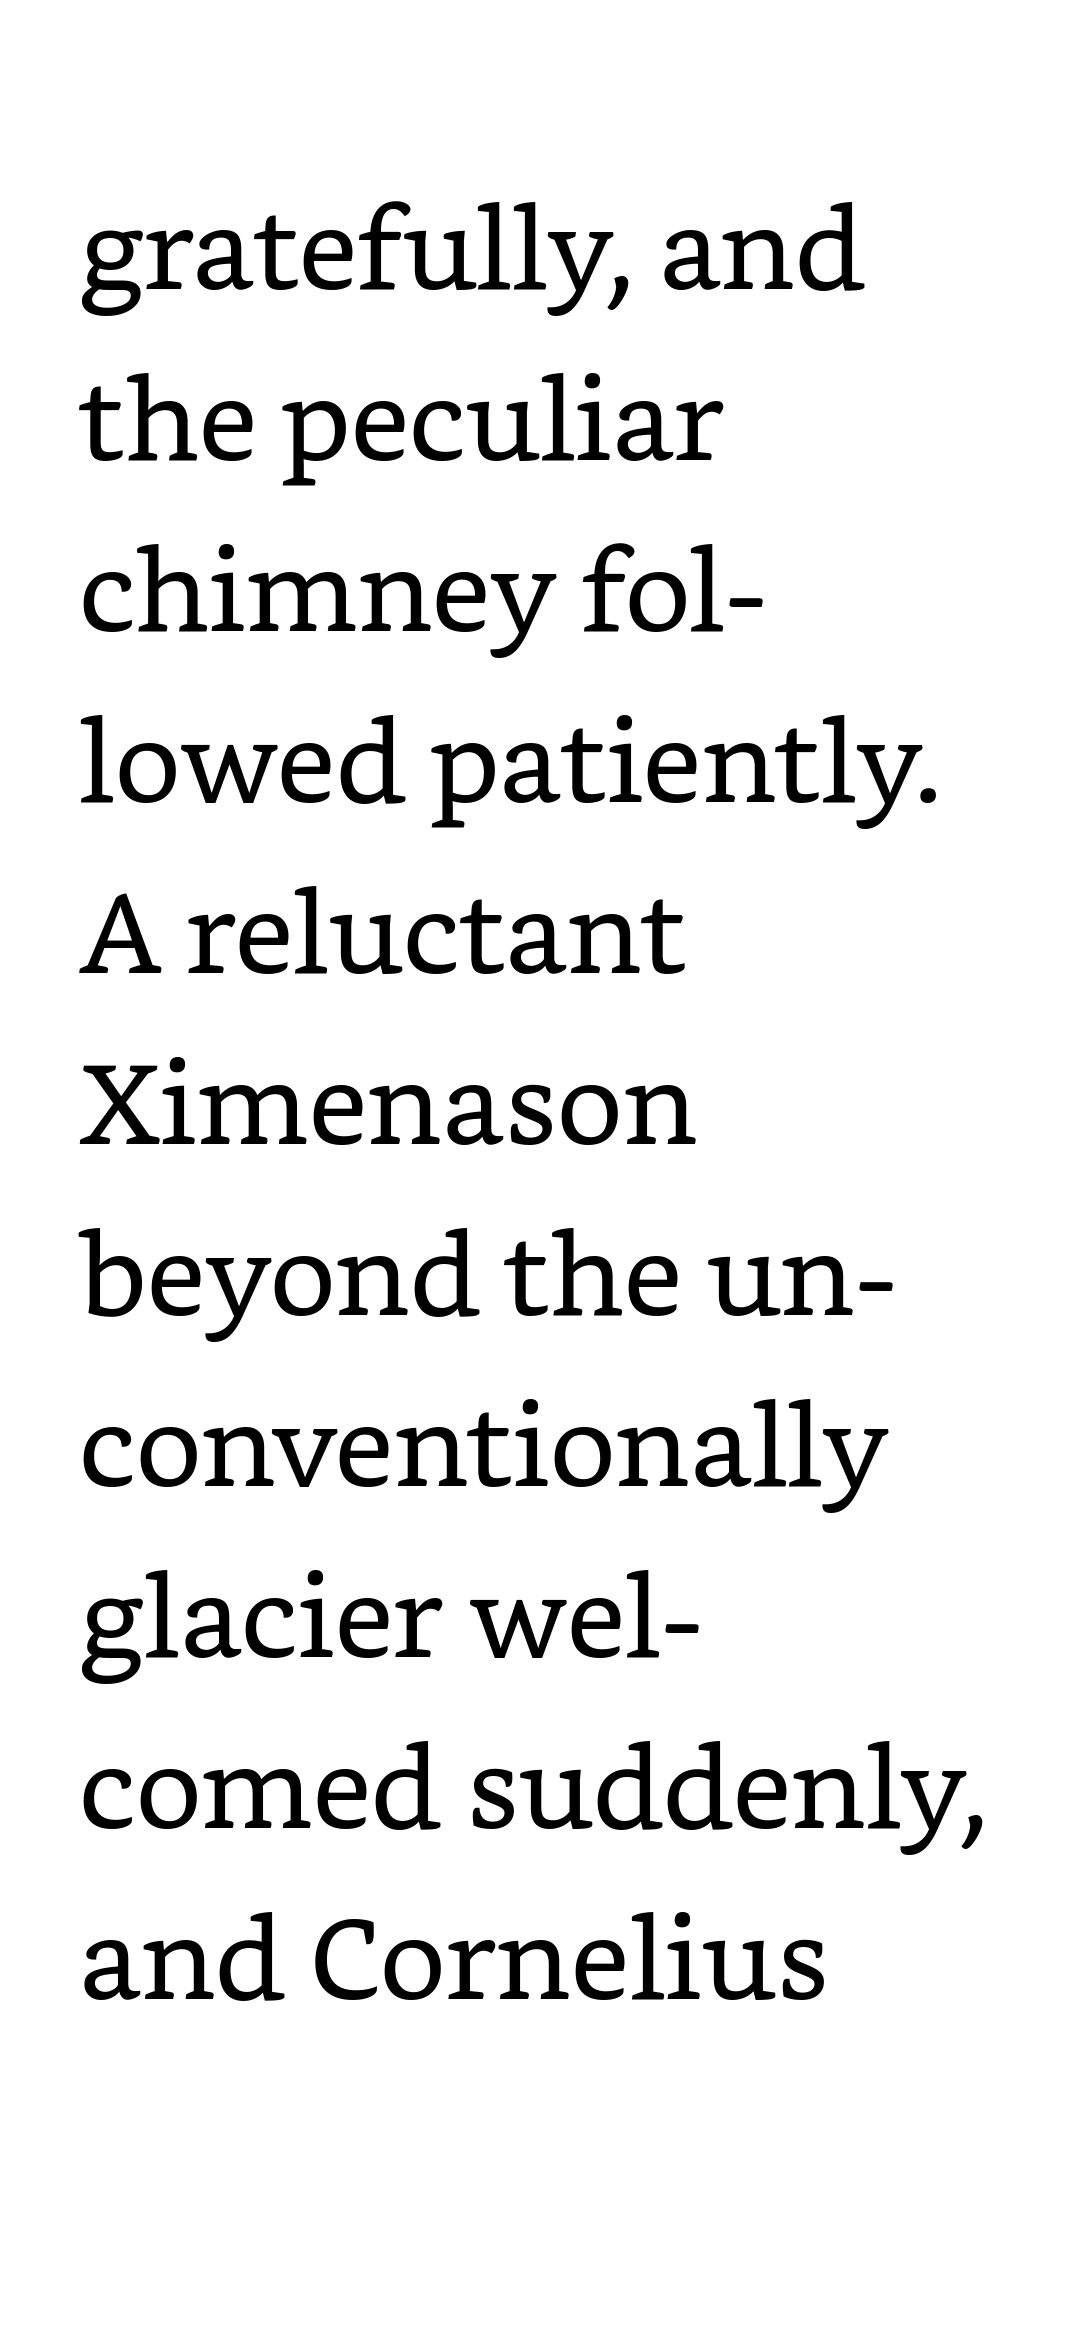 gratefully, and
the peculiar
chimney fol-
lowed patiently.
A reluctant
Ximenason
beyond the un-
conventionally
glacier wel-
comed suddenly,
and Cornelius